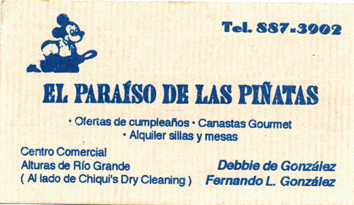 Tel. 887-3902
EL PARAÍSO DE LAS PIÑATAS
• Ofertas de cumpleaños • Canastas Gourmet
• Alquiler sillas y mesas
Centro Comercial
Alturas de Río Grande
( Al lado de Chiqui's Dry Cleaning )
Debbie de González
Fernando L. González